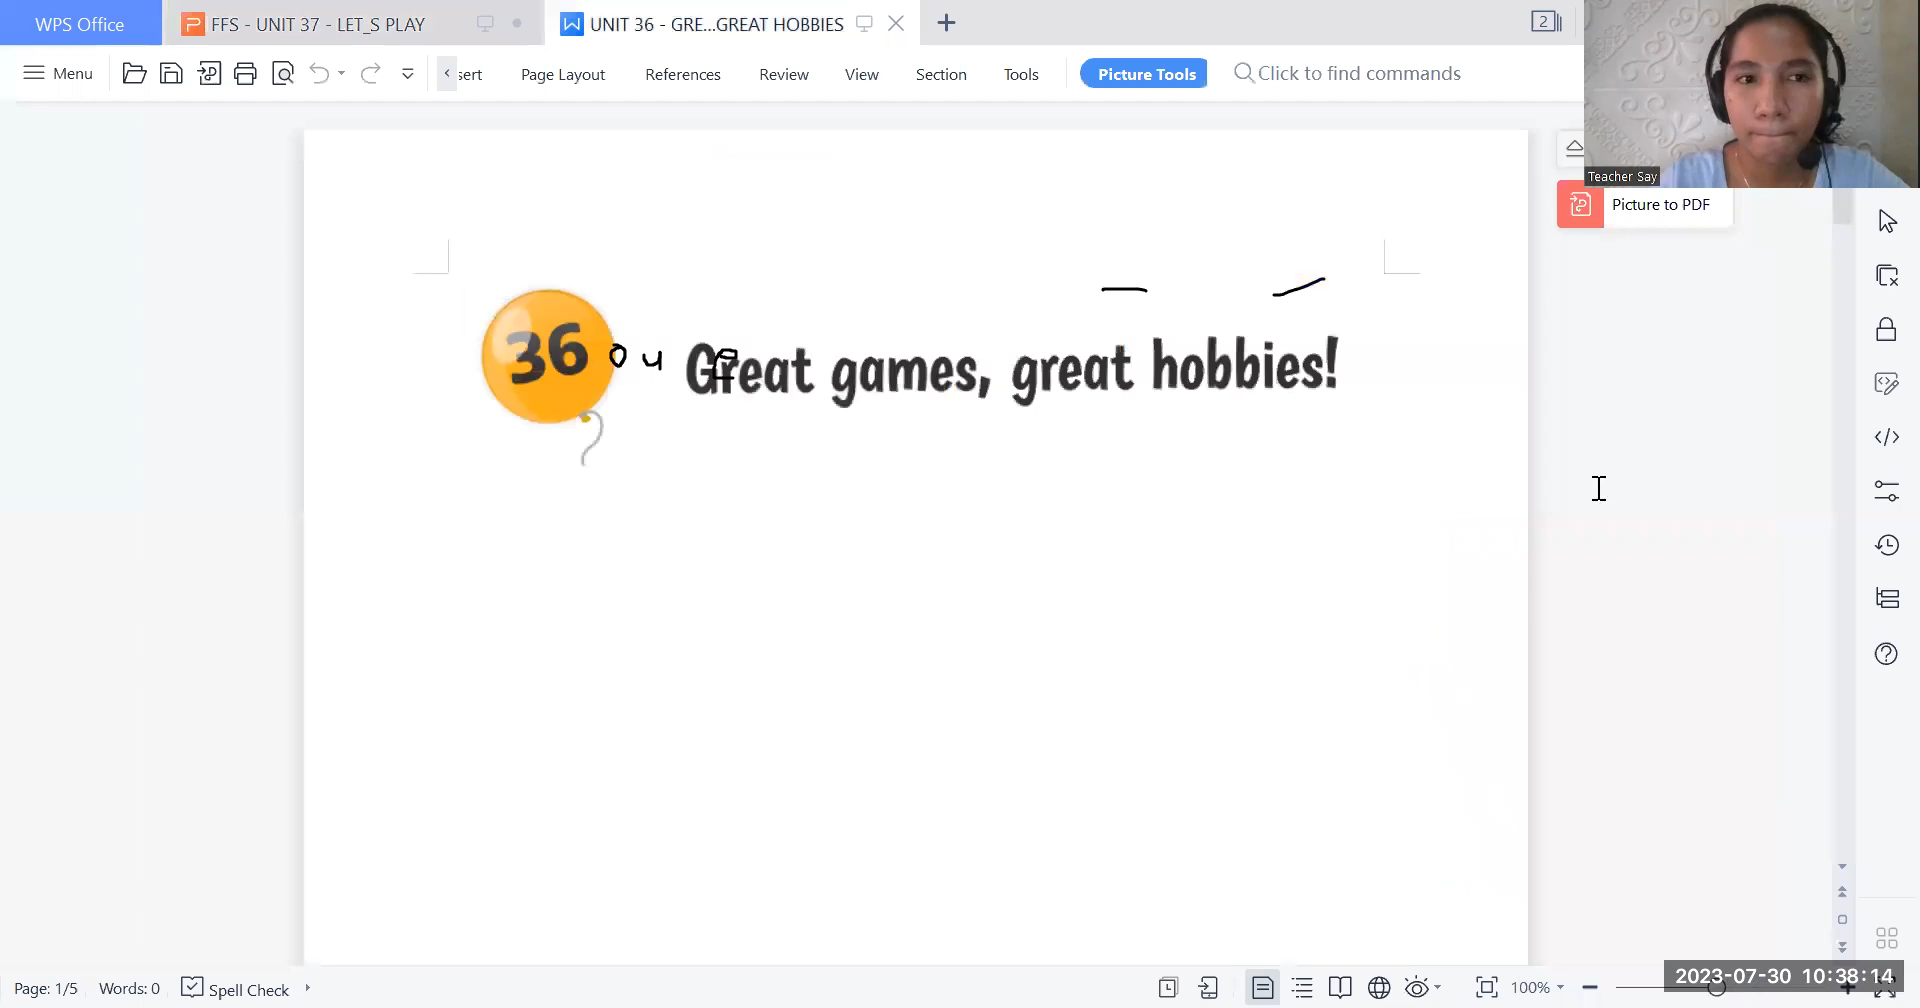 WPS Office
FFS - UNIT 37 - LET_S PLAY
UNIT 36 - GRE...GREAT HOBBIES
2
Menu
sert
Page Layout
References
Review
View
Section
Tools
Picture Tools
Click to find commands
Teacher Say
Picture to PDF
36
Great games, great hobbies!
Page: 1/5
Words: 0
Spell Check
100%
2023-07-30 10:38:14